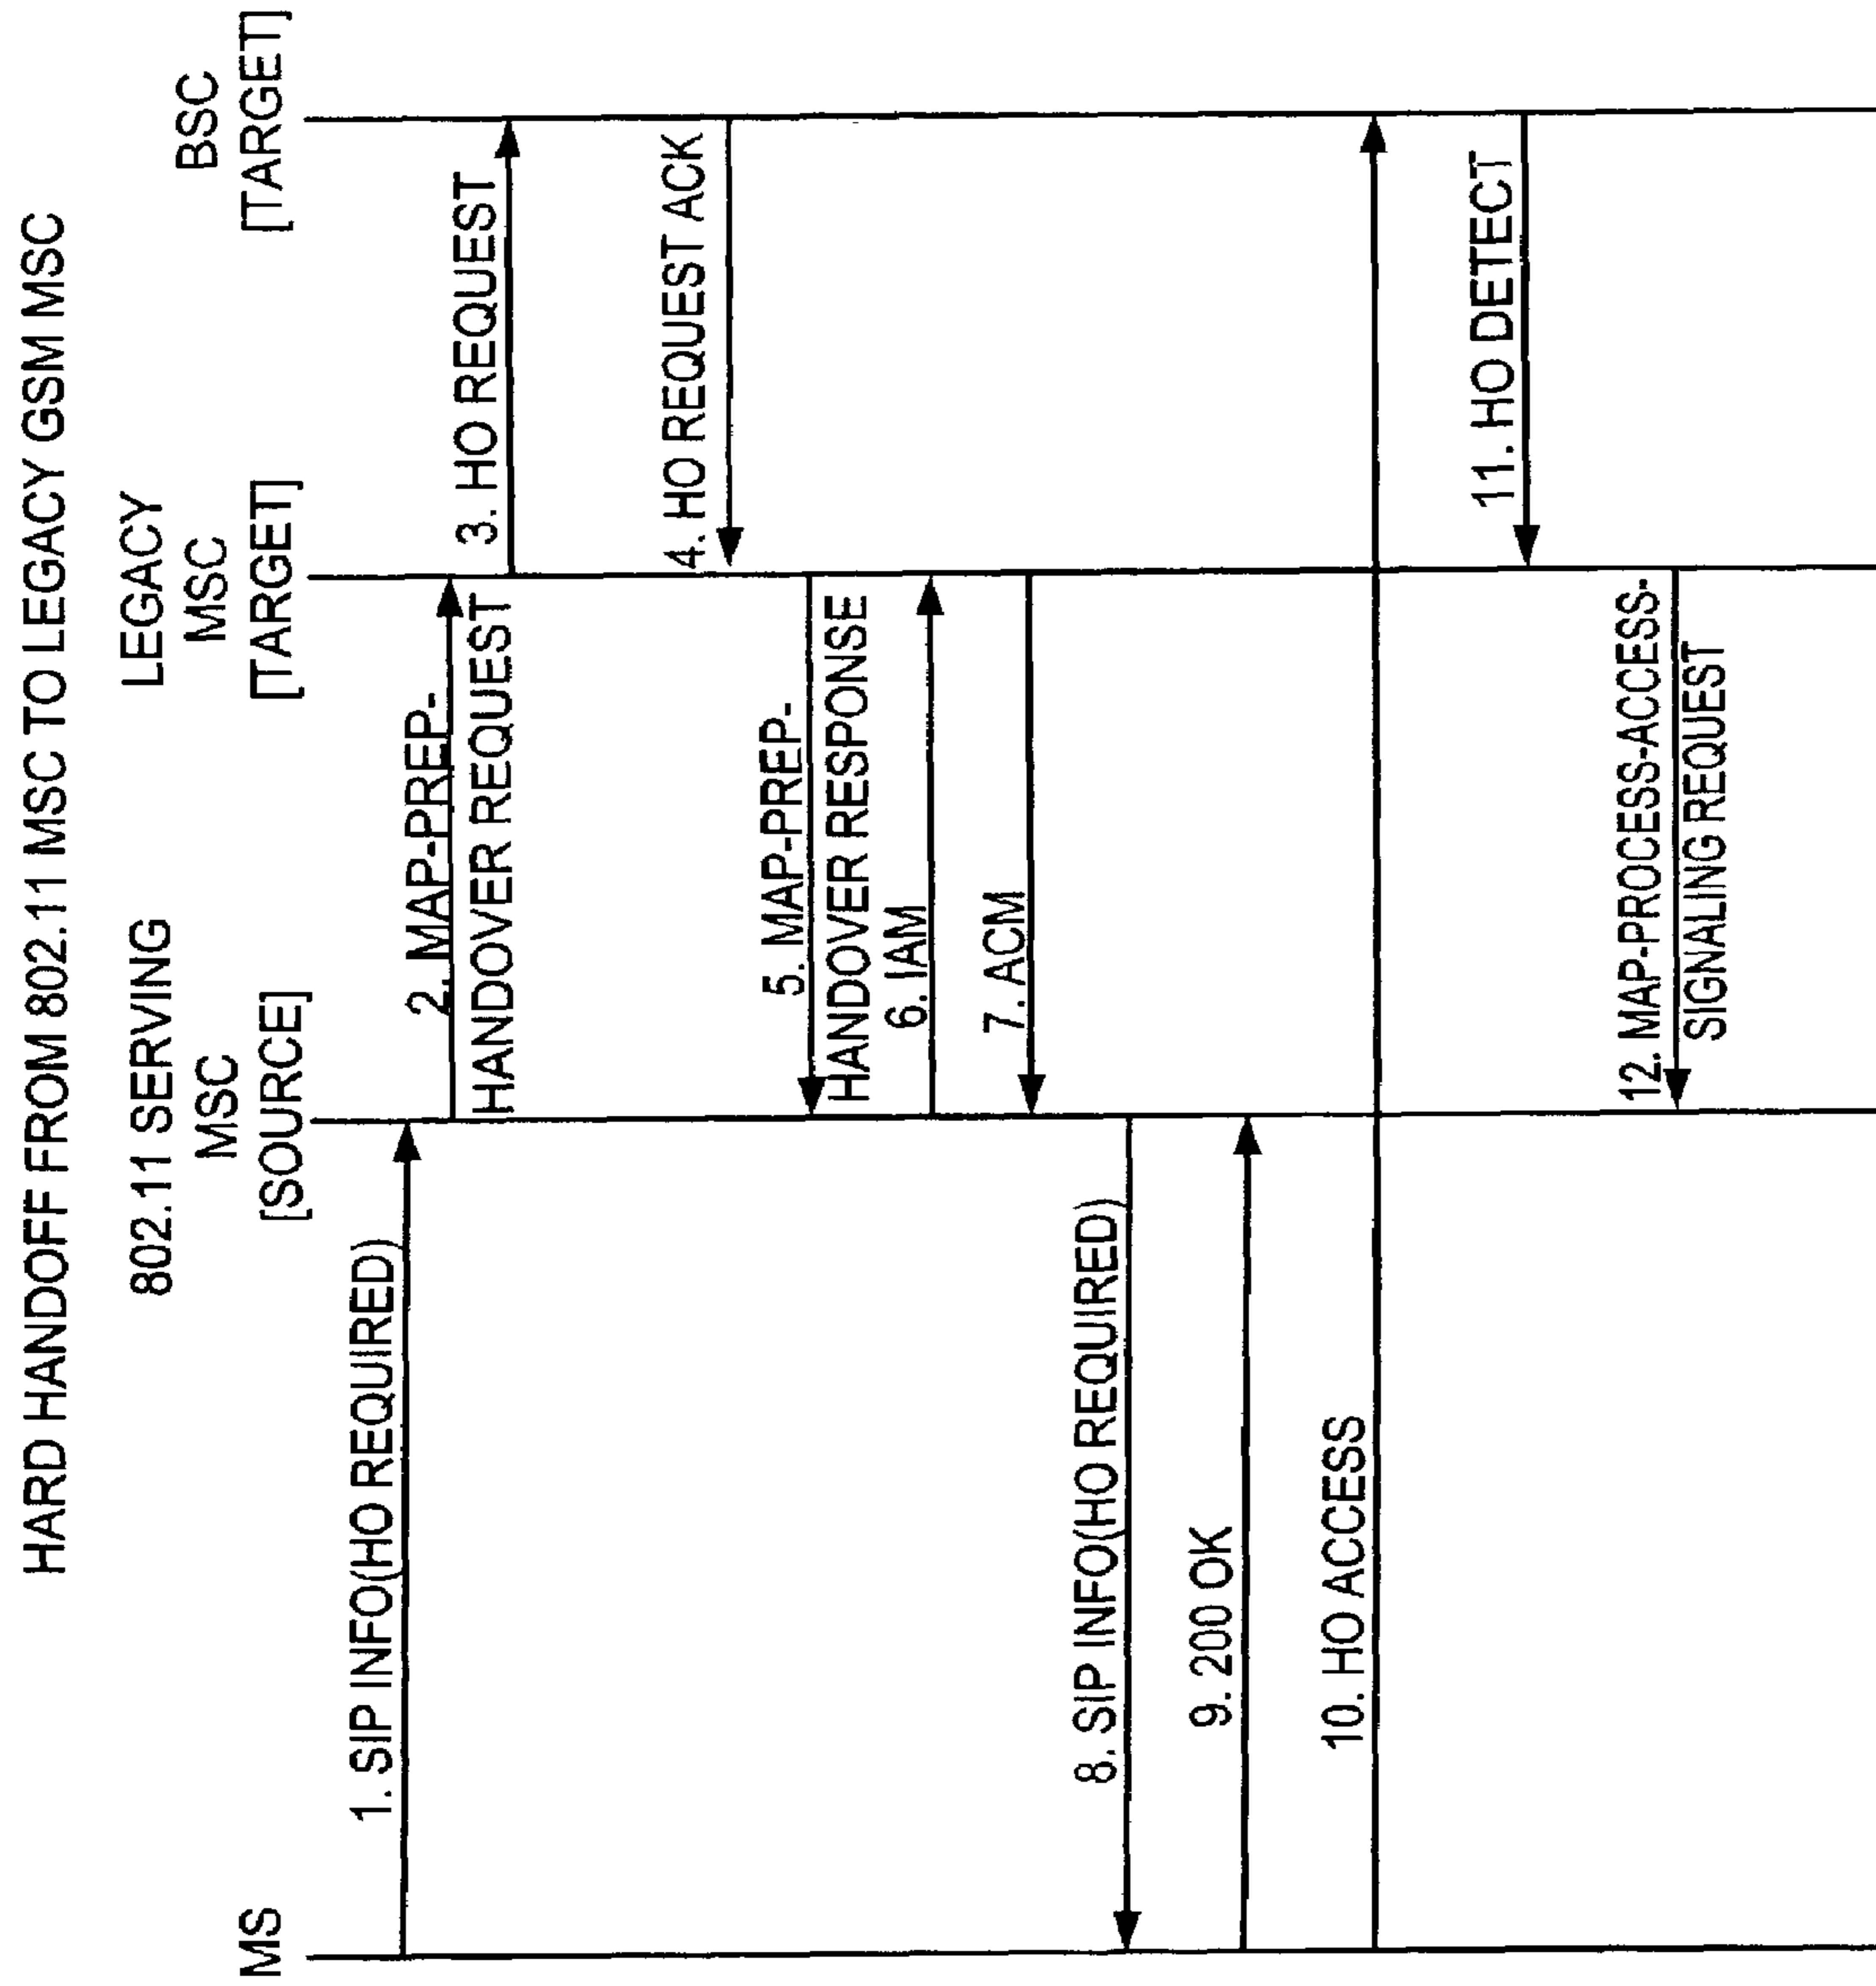 HARD HANDOFF FROM 802.11 MSC TO LEGACY GSM MSC
MS
802.11 SERVING
MSC
[SOURCE]
LEGACY
MSC
[TARGET]
BSC
[TARGET]
1. SIP INFO(HO REQUIRED)
2. MAP-PREP-
HANDOVER REQUEST
3. HO REQUEST
4. HO REQUEST ACK
5. MAP-PREP-
HANDOVER RESPONSE
6. IAM
7. ACM
8. SIP INFO(HO REQUIRED)
9. 200 OK
10. HO ACCESS
11. HO DETECT
12. MAP-PROCESS-ACCESS-
SIGNALING REQUEST